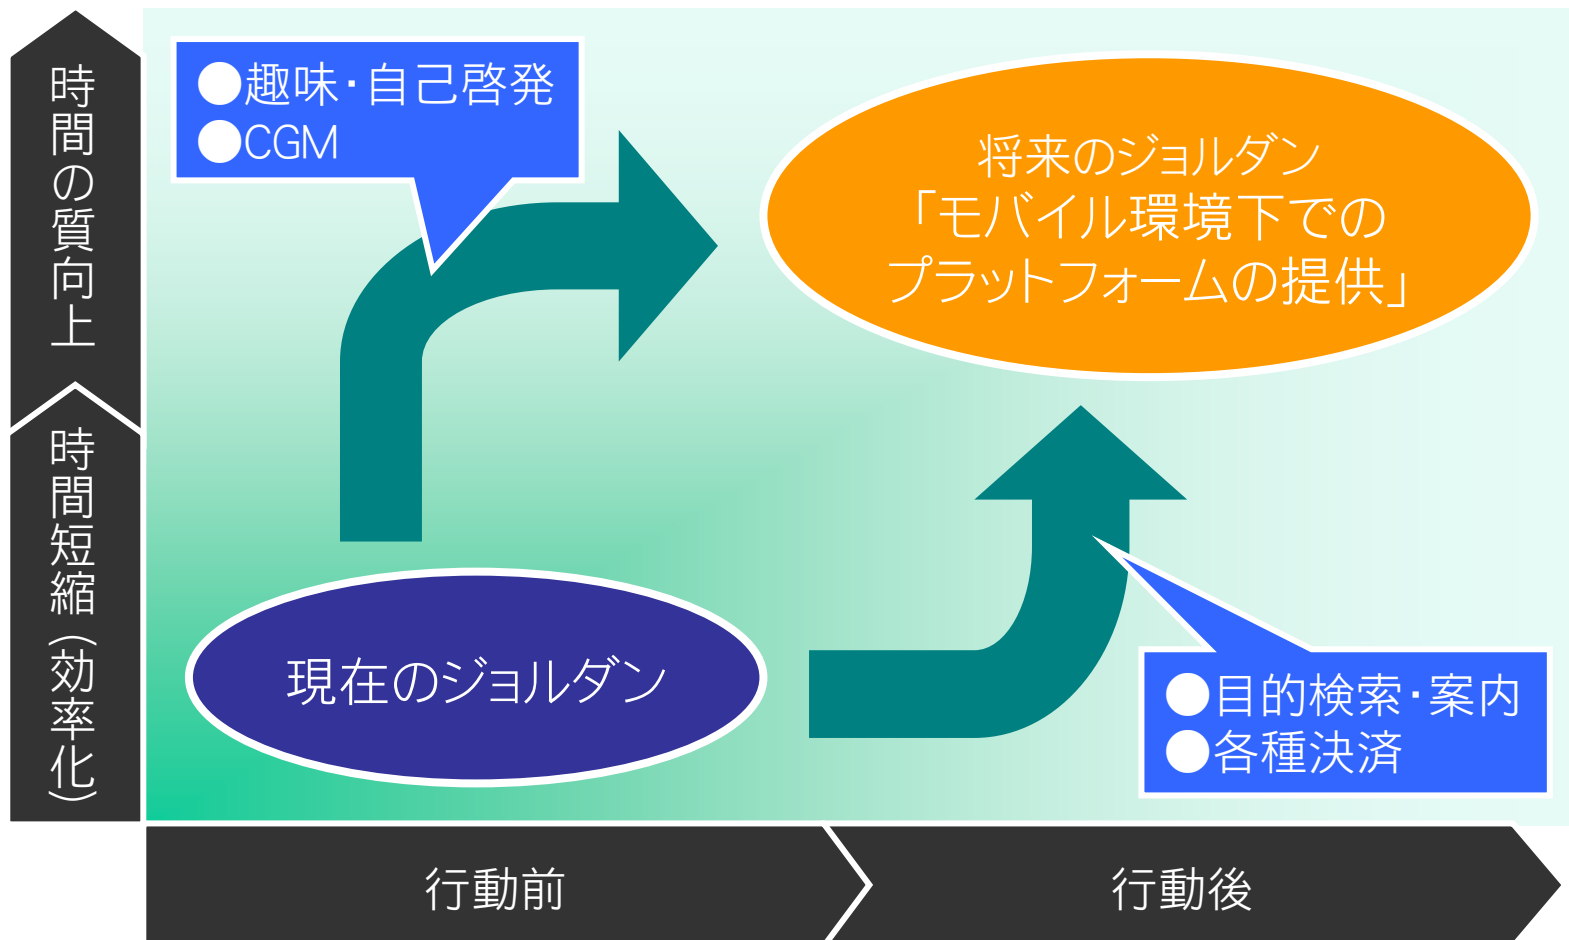 時間の質向上
時間短縮（効率化）
●趣味・自己啓発
●CGM
将来のジョルダン
「モバイル環境下での
プラットフォームの提供」
現在のジョルダン
●目的検索・案内
●各種決済
行動前
行動後